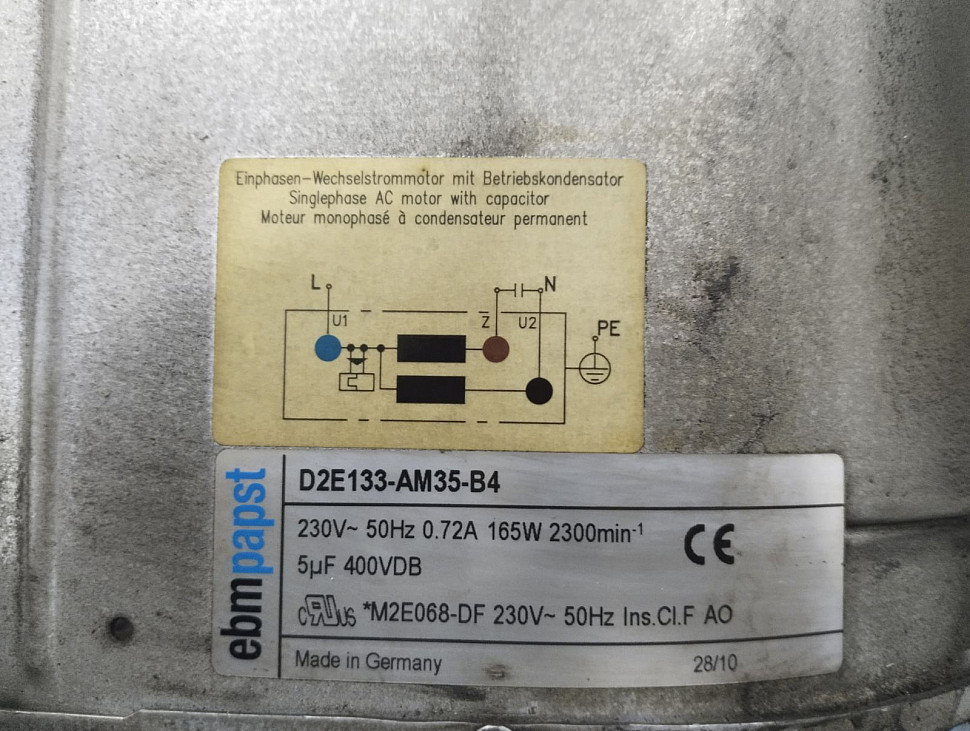 Einphasen-Wechselstrommotor mit Betriebskondensator
Singlephase AC motor with capacitor
Moteur monophasé à condensateur permanent
L
N
U1
Z
U2
PE
ebmpapst
D2E133-AM35-B4
230V~ 50Hz 0.72A 165W 2300min⁻¹
CE
5µF 400VDB
c RU us *M2E068-DF 230V~ 50Hz Ins.Cl.F AO
Made in Germany 28/10